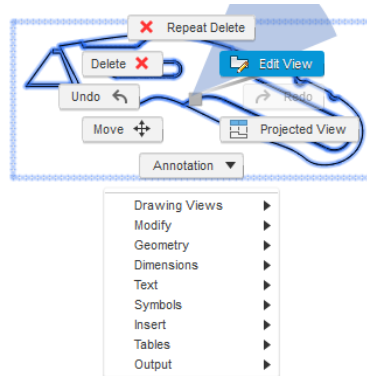 Repeat Delete
Delete
Edit View
Undo
Redo
Move
Projected View
Annotation
Drawing Views
Modify
Geometry
Dimensions
Text
Symbols
Insert
Tables
Output